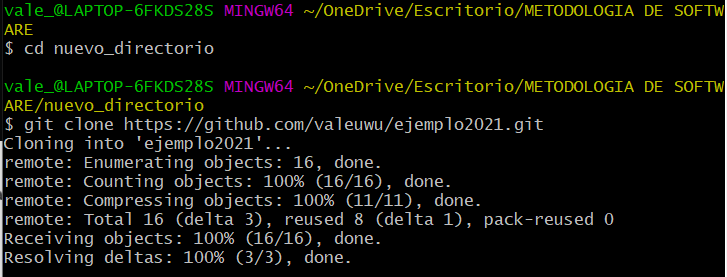 vale_@LAPTOP-6FKDS28S MINGW64 ~/OneDrive/Escritorio/METODOLOGIA DE SOFTW
ARE
$ cd nuevo_directorio
vale_@LAPTOP-6FKDS28S MINGW64 ~/OneDrive/Escritorio/METODOLOGIA DE SOFTW
ARE/nuevo_directorio
$ git clone https://github.com/valeuwu/ejemplo2021.git
Cloning into 'ejemplo2021'...
remote: Enumerating objects: 16, done.
remote: Counting objects: 100% (16/16), done.
remote: Compressing objects: 100% (11/11), done.
remote: Total 16 (delta 3), reused 8 (delta 1), pack-reused 0
Receiving objects: 100% (16/16), done.
Resolving deltas: 100% (3/3), done.